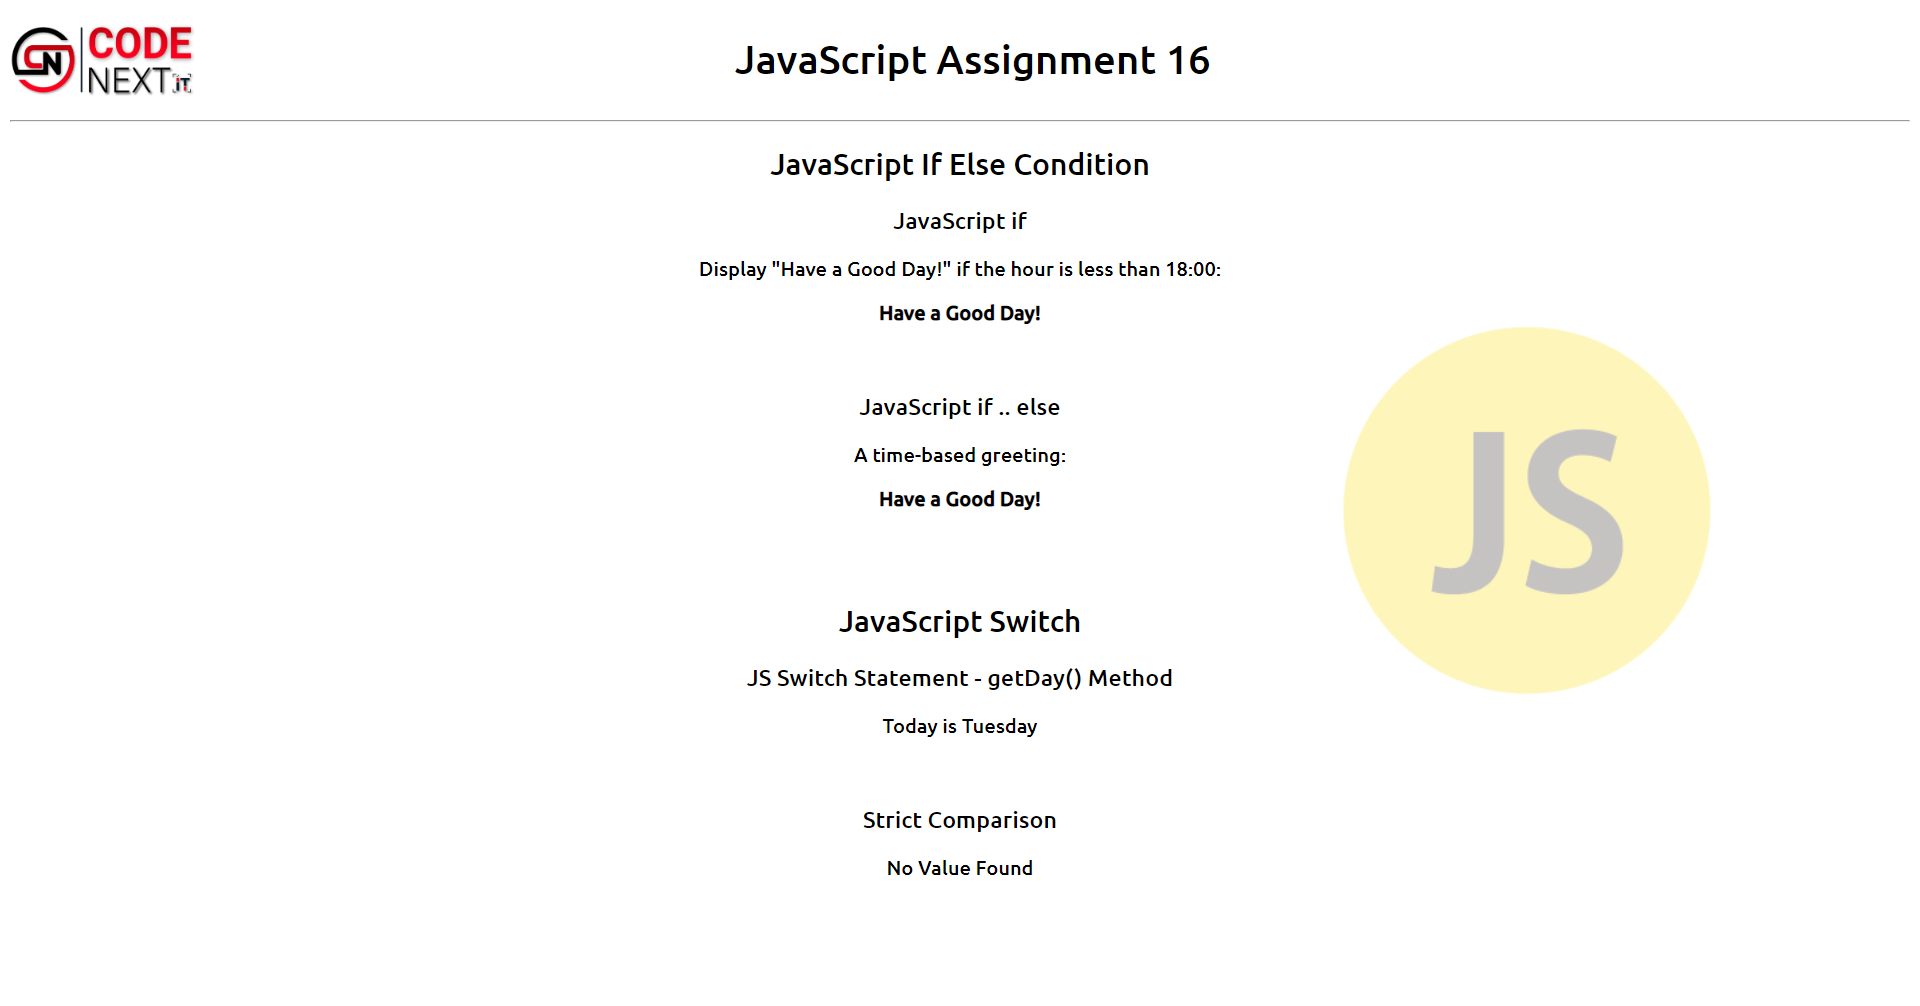 CODE
NEXT.iT
JavaScript Assignment 16
JavaScript If Else Condition
JavaScript if
Display "Have a Good Day!" if the hour is less than 18:00:
Have a Good Day!
JavaScript if .. else
A time-based greeting:
Have a Good Day!
JS
JavaScript Switch
JS Switch Statement - getDay() Method
Today is Tuesday
Strict Comparison
No Value Found